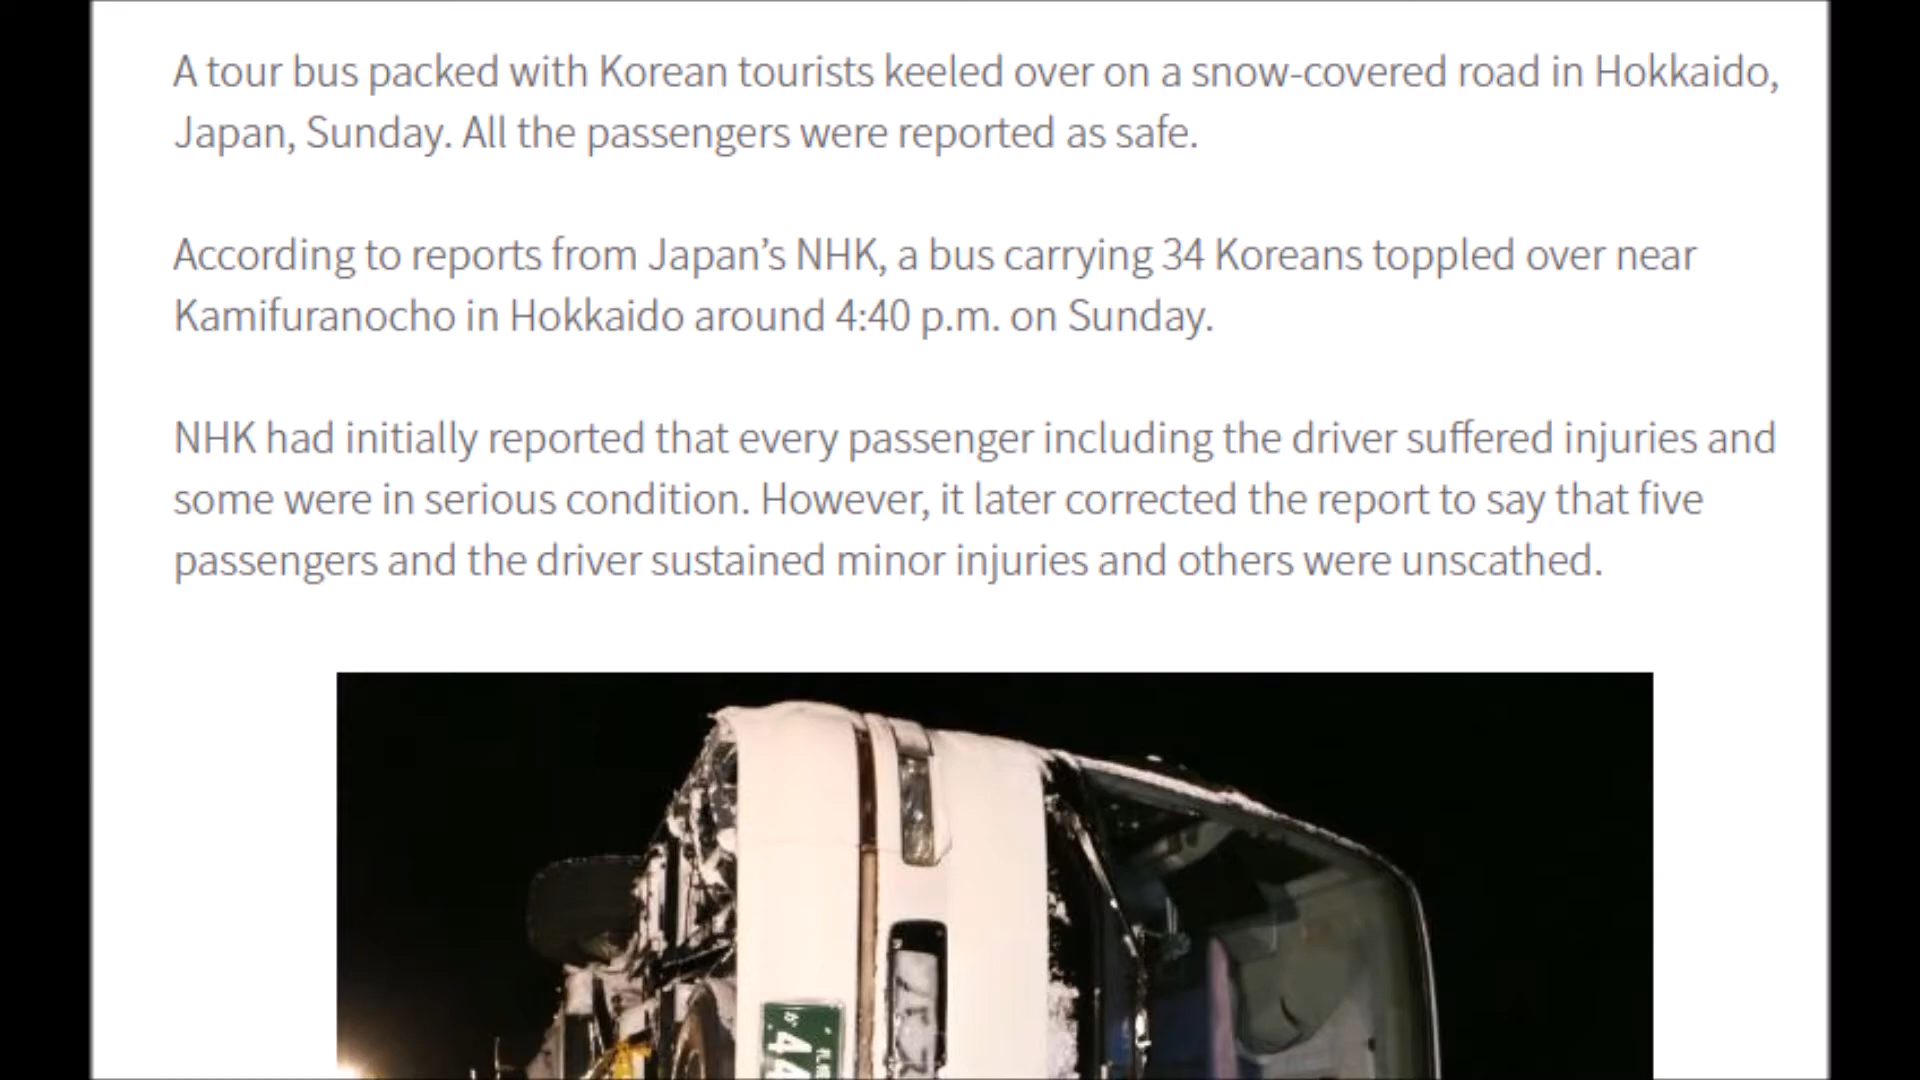 A tour bus packed with Korean tourists keeled over on a snow-covered road in Hokkaido,
Japan, Sunday. All the passengers were reported as safe.
According to reports from Japan’s NHK, a bus carrying 34 Koreans toppled over near
Kamifuranocho in Hokkaido around 4:40 p.m. on Sunday.
NHK had initially reported that every passenger including the driver suffered injuries and
some were in serious condition. However, it later corrected the report to say that five
passengers and the driver sustained minor injuries and others were unscathed.